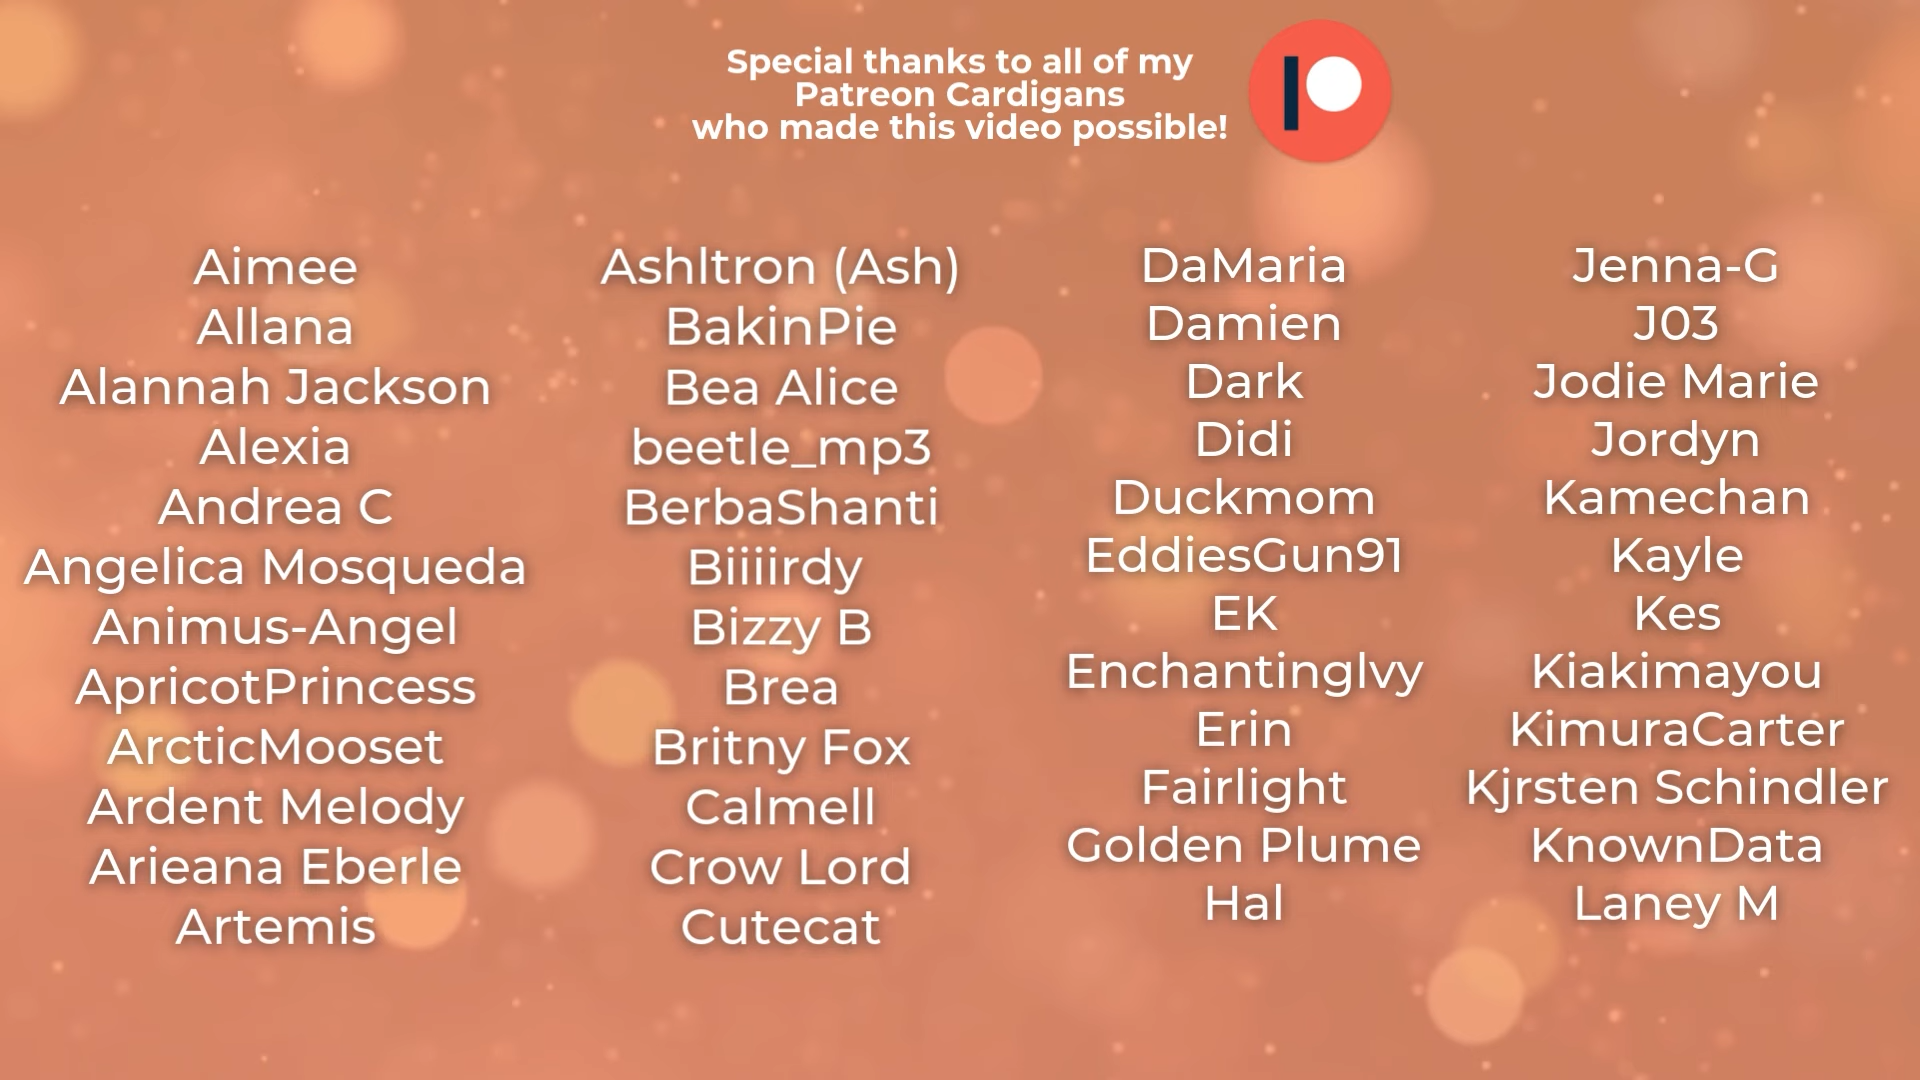 Special thanks to all of my
Patreon Cardigans
who made this video possible!
Aimee
Allana
Alannah Jackson
Alexia
Andrea C
Angelica Mosqueda
Animus-Angel
ApricotPrincess
ArcticMooset
Ardent Melody
Arieana Eberle
Artemis
Ashltron (Ash)
BakinPie
Bea Alice
beetle_mp3
BerbaShanti
Biiiirdy
Bizzy B
Brea
Britny Fox
Calmell
Crow Lord
Cutecat
DaMaria
Damien
Dark
Didi
Duckmom
EddiesGun91
EK
EnchantingIvy
Erin
Fairlight
Golden Plume
Hal
Jenna-G
J03
Jodie Marie
Jordyn
Kamechan
Kayle
Kes
Kiakimayou
KimuraCarter
Kjrsten Schindler
KnownData
Laney M